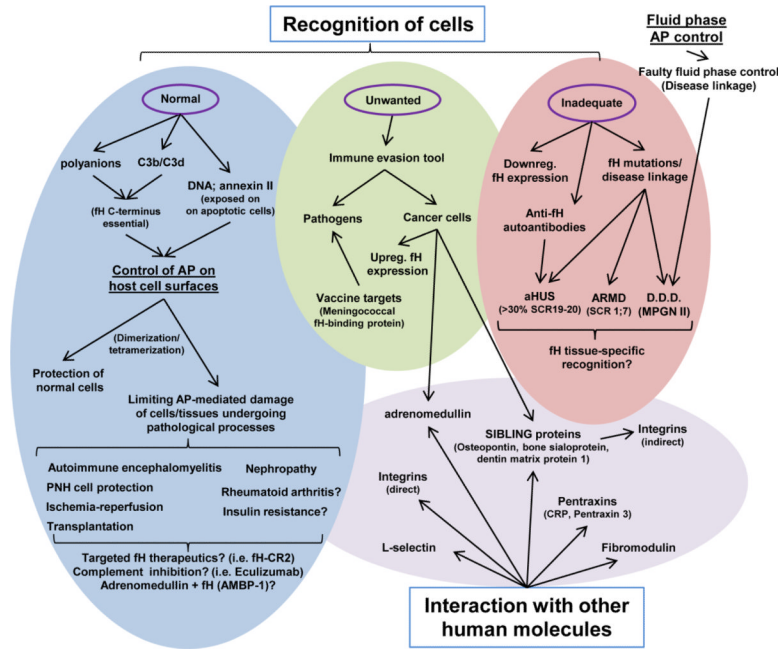 Recognition of cells
Fluid phase
AP control
Faulty fluid phase control
(Disease linkage)
Normal
polyanions
C3b/C3d
DNA; annexin II
(exposed on
on apoptotic cells)
(fH C-terminus
essential)
Control of AP on
host cell surfaces
(Dimerization/
tetramerization)
Protection of
normal cells
Limiting AP-mediated damage
of cells/tissues undergoing
pathological processes
Autoimmune encephalomyelitis
PNH cell protection
Ischemia-reperfusion
Transplantation
Nephropathy
Rheumatoid arthritis?
Insulin resistance?
Targeted fH therapeutics? (i.e. fH-CR2)
Complement inhibition? (i.e. Eculizumab)
Adrenomedullin + fH (AMBP-1)?
Unwanted
Immune evasion tool
Pathogens
Cancer cells
Upreg. fH
expression
Vaccine targets
(Meningococcal
fH-binding protein)
Inadequate
Downreg.
fH expression
fH mutations/
disease linkage
Anti-fH
autoantibodies
aHUS
(>30% SCR19-20)
ARMD
(SCR 1;7)
D.D.D.
(MPGN II)
fH tissue-specific
recognition?
adrenomedullin
SIBLING proteins
(Osteopontin, bone sialoprotein,
dentin matrix protein 1)
Integrins
(indirect)
Integrins
(direct)
Pentraxins
(CRP, Pentraxin 3)
L-selectin
Fibromodulin
Interaction with other
human molecules